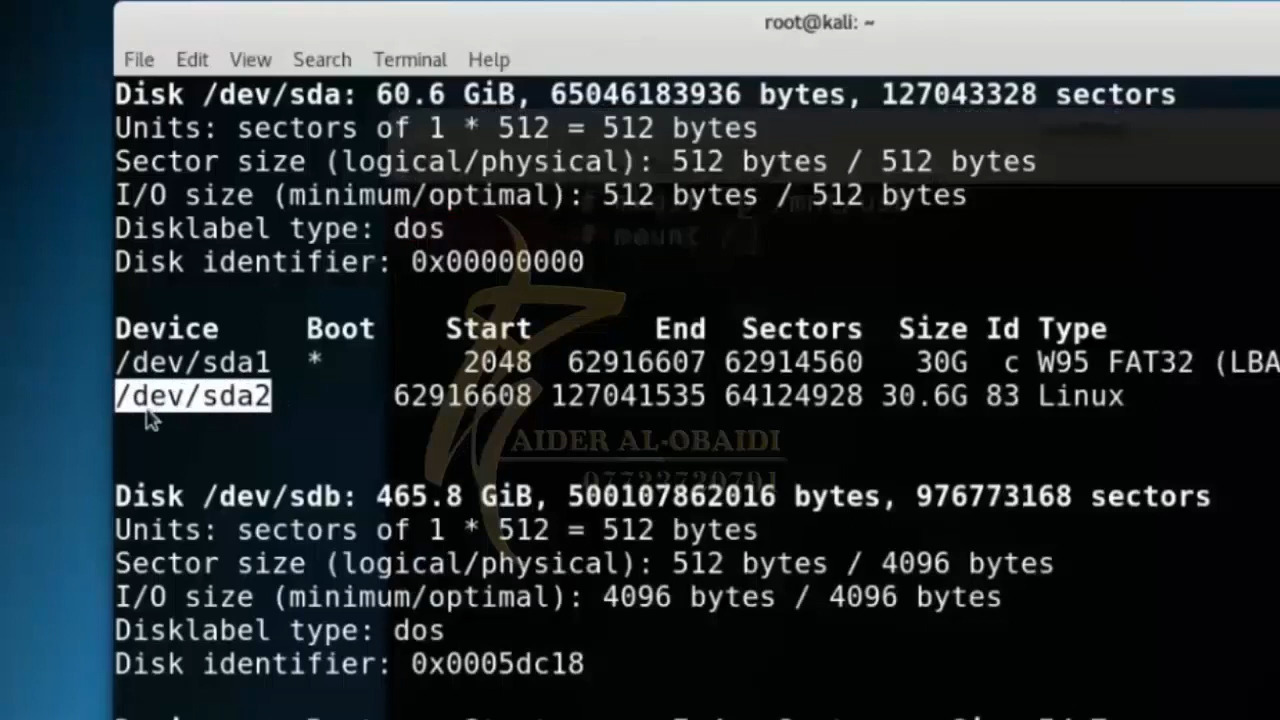 root@kali: ~
File Edit View Search Terminal Help
Disk /dev/sda: 60.6 GiB, 65046183936 bytes, 127043328 sectors
Units: sectors of 1 * 512 = 512 bytes
Sector size (logical/physical): 512 bytes / 512 bytes
I/O size (minimum/optimal): 512 bytes / 512 bytes
# mount /
Disklabel type: dos
Disk identifier: 0x00000000
Device Boot Start End Sectors Size Id Type
/dev/sda1 * 2048 62916607 62914560 30G c W95 FAT32 (LBA
/dev/sda2 62916608 127041535 64124928 30.6G 83 Linux
AIDER AL-OBAIDI
Disk /dev/sdb: 465.8 GiB, 500107862016 bytes, 976773168 sectors
Units: sectors of 1 * 512 = 512 bytes
Sector size (logical/physical): 512 bytes / 4096 bytes
I/O size (minimum/optimal): 4096 bytes / 4096 bytes
Disklabel type: dos
Disk identifier: 0x0005dc18